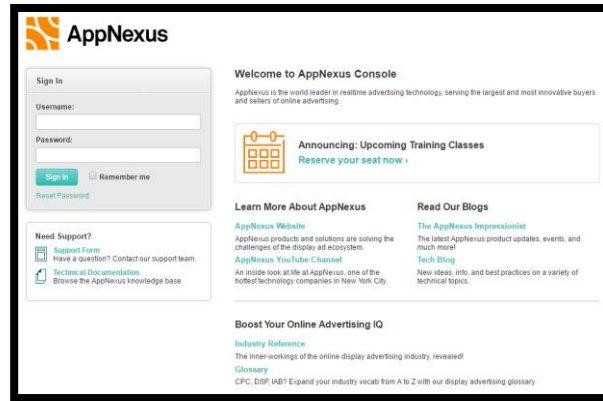 AppNexus
Sign In
Username:
Password:
Sign In
Remember me
Reset Password
Need Support?
Support Form
Have a question? Contact our support team.
Technical Documentation
Browse the AppNexus knowledge base
Welcome to AppNexus Console
AppNexus is the world leader in realtime advertising technology, serving the largest and most innovative buyers
and sellers of online advertising.
Announcing: Upcoming Training Classes
Reserve your seat now ›
Learn More About AppNexus
AppNexus Website
AppNexus products and solutions are solving the
challenges of the display ad ecosystem.
AppNexus YouTube Channel
An inside look at life at AppNexus, one of the
hottest technology companies in New York City.
Read Our Blogs
The AppNexus Impressionist
The latest AppNexus product updates, events, and
much more!
Tech Blog
New ideas, info, and best practices on a variety of
technical topics.
Boost Your Online Advertising IQ
Industry Reference
The inner-workings of the online display advertising industry, revealed!
Glossary
CPC, DSP, IAB? Expand your industry vocab from A to Z with our display advertising glossary.